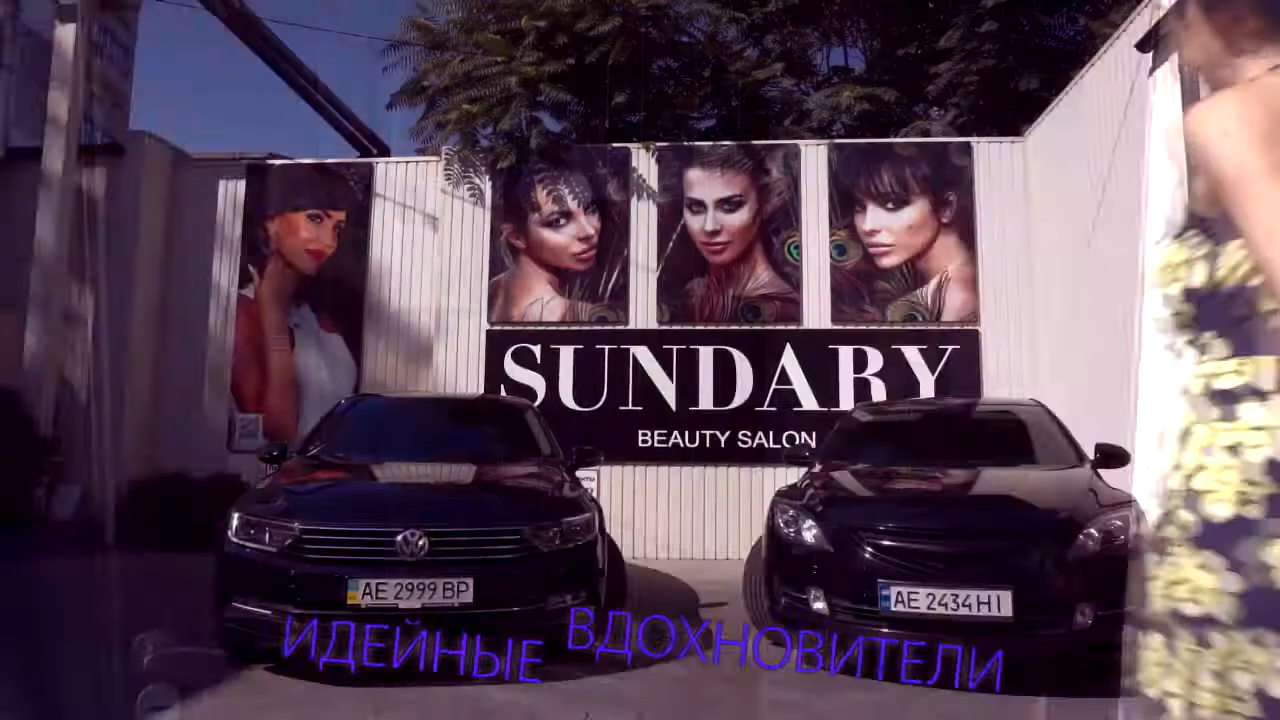 SUNDARY
BEAUTY SALON
AE 2999 BP
AE 2434 HI
ИДЕЙНЫЕ ВДОХНОВИТЕЛИ